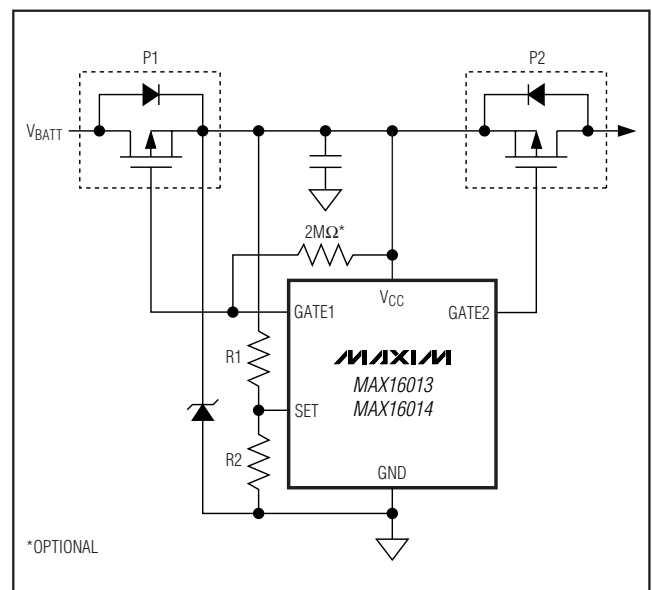 P1
P2
VBATT
2MΩ*
VCC
GATE1
GATE2
R1
MAXIM
MAX16013
MAX16014
SET
R2
GND
*OPTIONAL